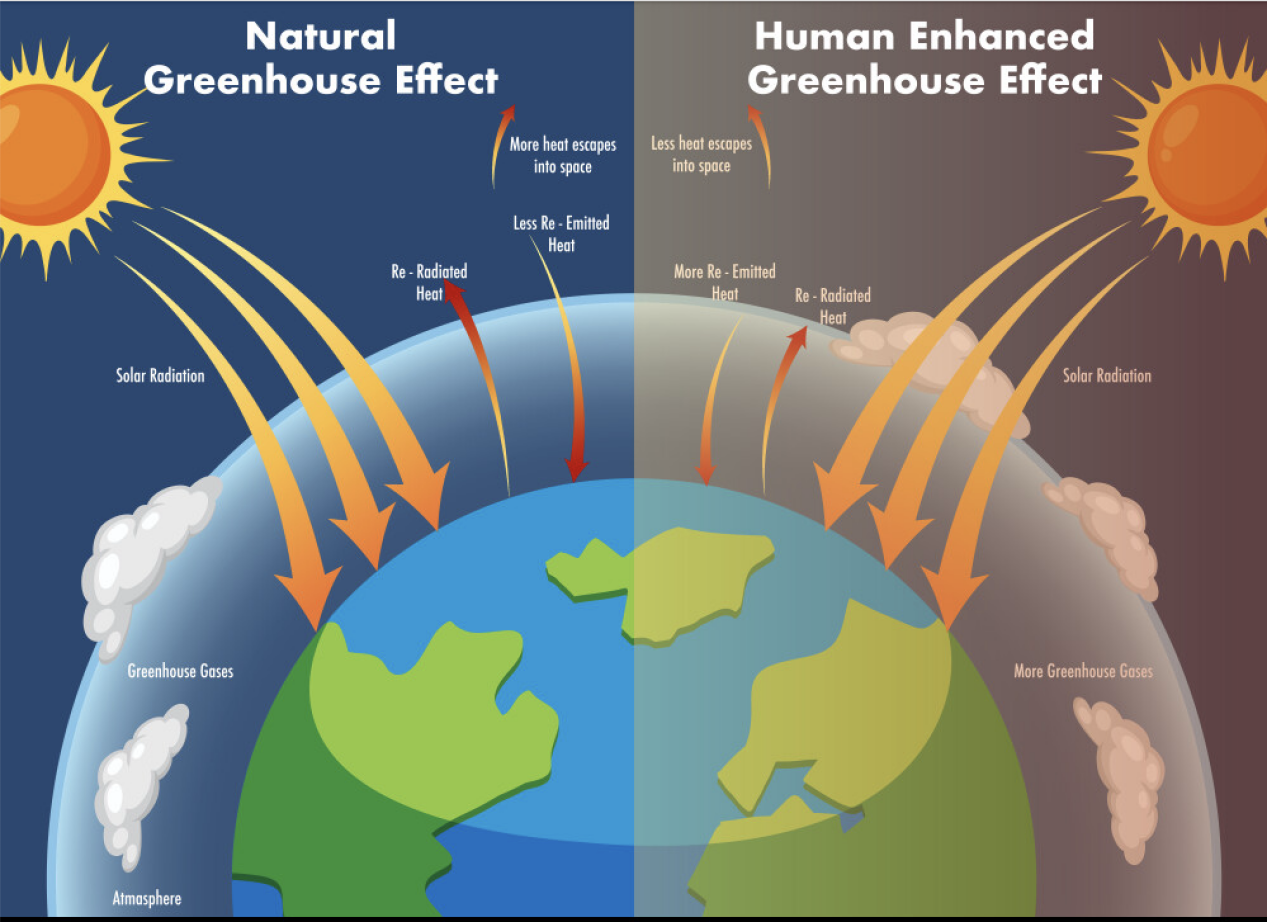 Natural
Greenhouse Effect
More heat escapes
into space
Less Re - Emitted
Heat
Re - Radiated
Heat
Solar Radiation
Greenhouse Gases
Atmasphere
Human Enhanced
Greenhouse Effect
Less heat escapes
into space
More Re - Emitted
Heat
Re - Radiated
Heat
Solar Radiation
More Greenhouse Gases